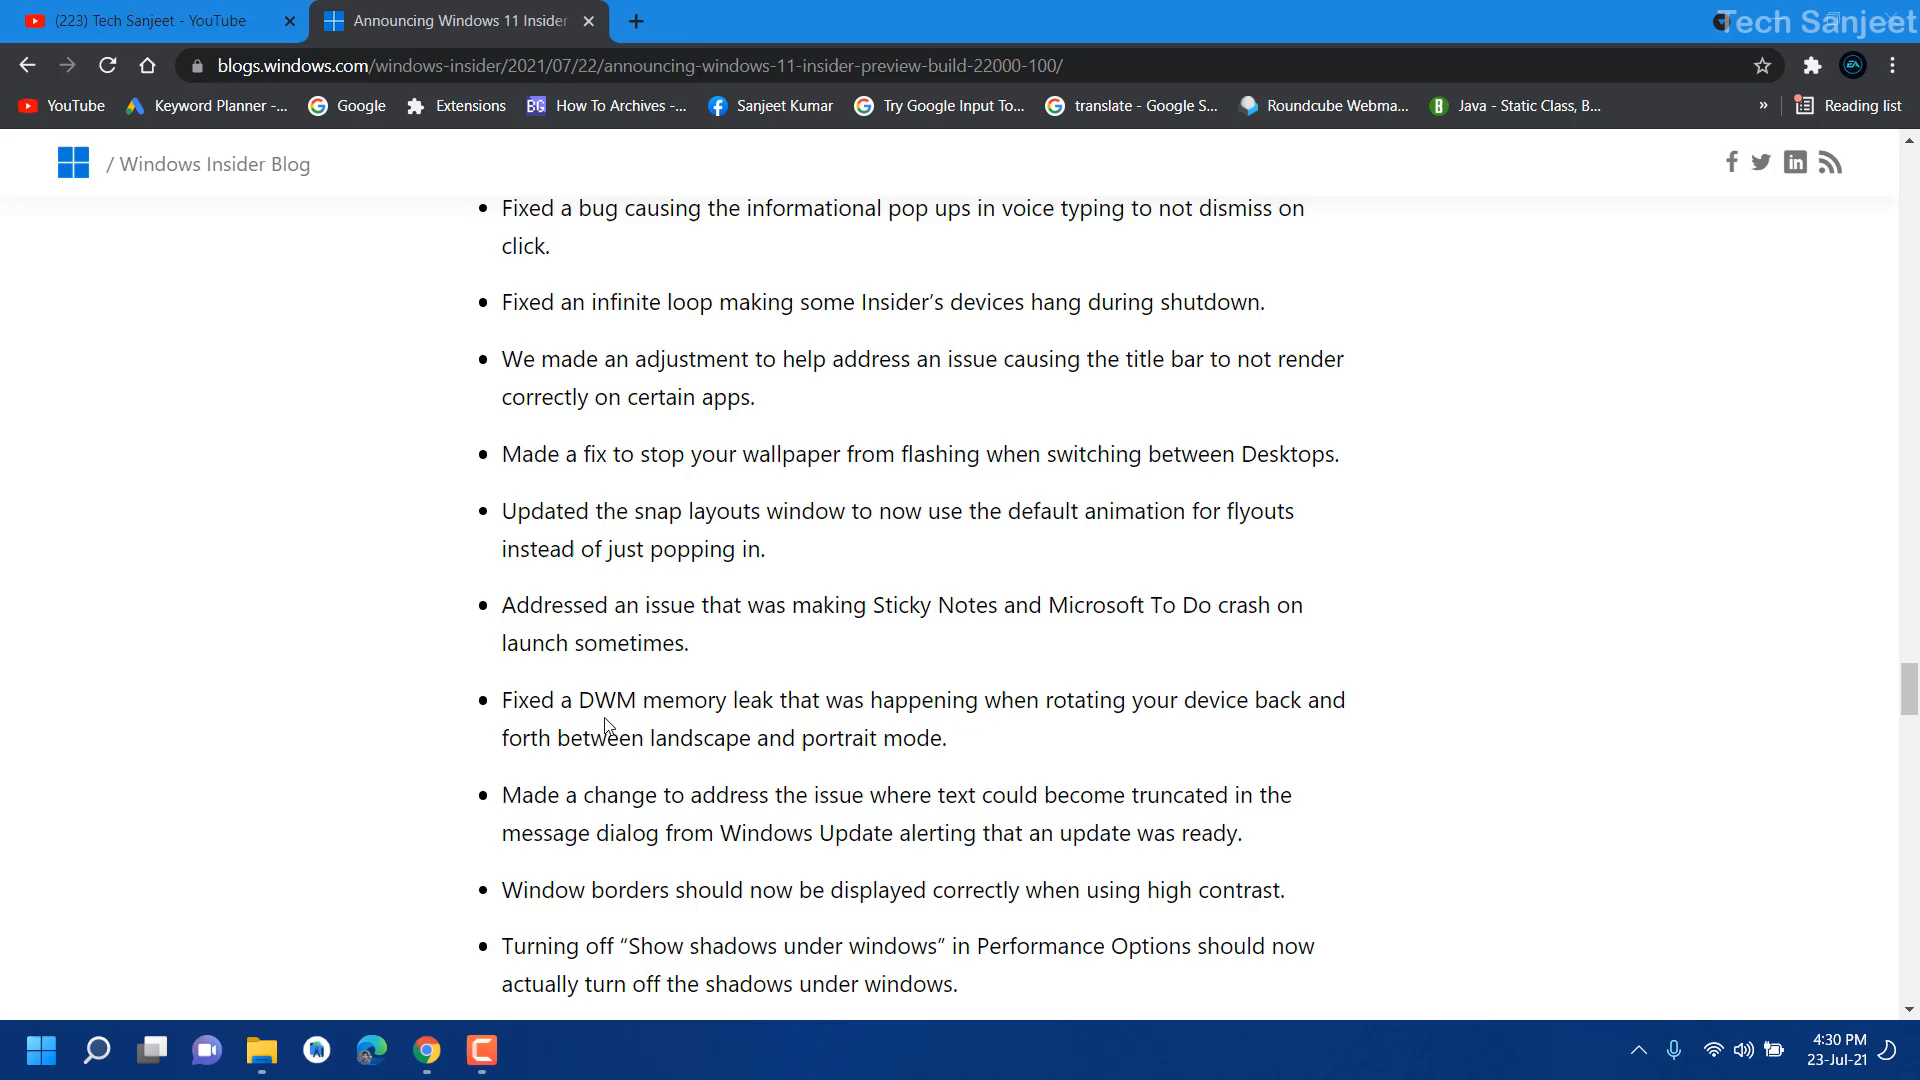 (223) Tech Sanjeet - YouTube
Announcing Windows 11 Insider
Tech Sanjeet
blogs.windows.com/windows-insider/2021/07/22/announcing-windows-11-insider-preview-build-22000-100/
YouTube
Keyword Planner -...
Google
Extensions
How To Archives -...
Sanjeet Kumar
Try Google Input To...
translate - Google S...
Roundcube Webma...
Java - Static Class, B...
»
Reading list
/ Windows Insider Blog
• Fixed a bug causing the informational pop ups in voice typing to not dismiss on
click.
• Fixed an infinite loop making some Insider’s devices hang during shutdown.
• We made an adjustment to help address an issue causing the title bar to not render
correctly on certain apps.
• Made a fix to stop your wallpaper from flashing when switching between Desktops.
• Updated the snap layouts window to now use the default animation for flyouts
instead of just popping in.
• Addressed an issue that was making Sticky Notes and Microsoft To Do crash on
launch sometimes.
• Fixed a DWM memory leak that was happening when rotating your device back and
forth between landscape and portrait mode.
• Made a change to address the issue where text could become truncated in the
message dialog from Windows Update alerting that an update was ready.
• Window borders should now be displayed correctly when using high contrast.
• Turning off “Show shadows under windows” in Performance Options should now
actually turn off the shadows under windows.
4:30 PM
23-Jul-21